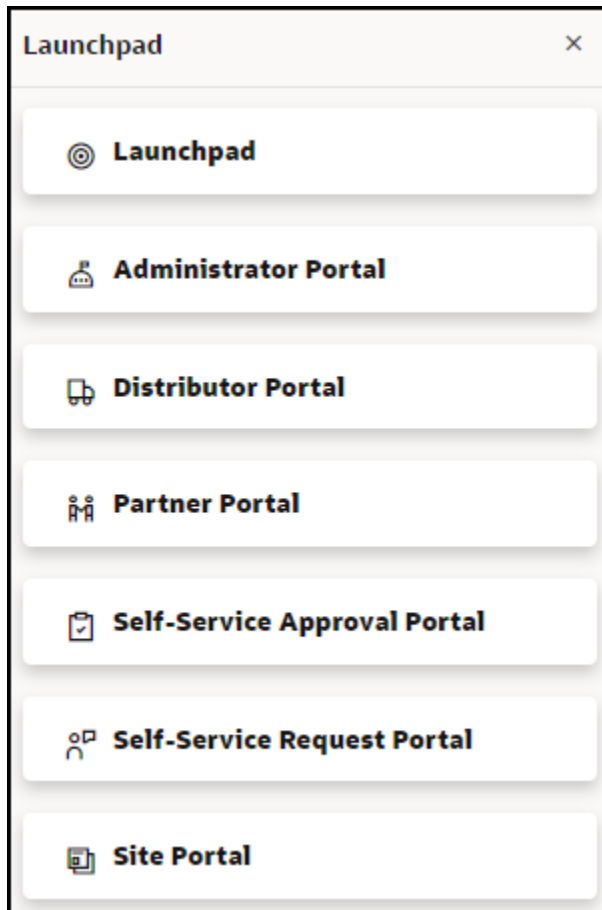 Launchpad
Launchpad
Administrator Portal
Distributor Portal
Partner Portal
Self-Service Approval Portal
Self-Service Request Portal
Site Portal